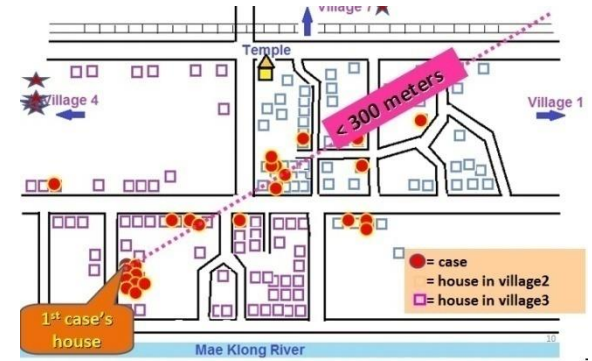 Village 7
Temple
< 300 meters
Village 4
Village 1
= case
= house in village2
= house in village3
1st case's
house
Mae Klong River
10